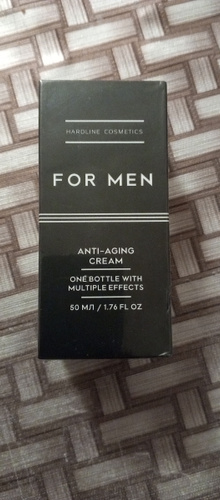 HARDLINE COSMETICS
FOR MEN
ANTI-AGING
CREAM
ONE BOTTLE WITH
MULTIPLE EFFECTS
50 МЛ / 1.76 FL OZ